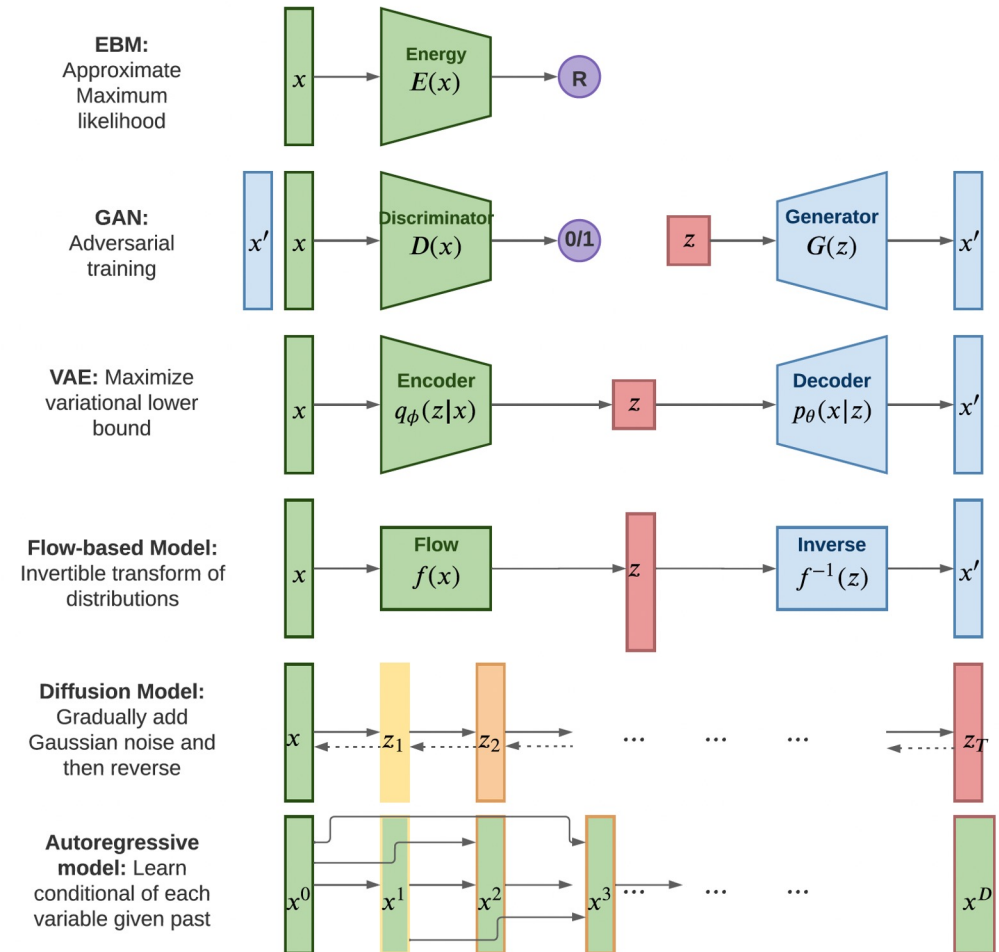 EBM:
Approximate
Maximum
likelihood
x
Energy
E(x)
R
GAN:
Adversarial
training
x′
x
Discriminator
D(x)
0/1
z
Generator
G(z)
x′
VAE: Maximize
variational lower
bound
x
Encoder
qϕ(z|x)
z
Decoder
pθ(x|z)
x′
Flow-based Model:
Invertible transform of
distributions
x
Flow
f(x)
z
Inverse
f⁻¹(z)
x′
Diffusion Model:
Gradually add
Gaussian noise and
then reverse
x
z₁
z₂
...
...
...
z_T
Autoregressive
model: Learn
conditional of each
variable given past
x⁰
x¹
x²
x³
...
...
...
x^D